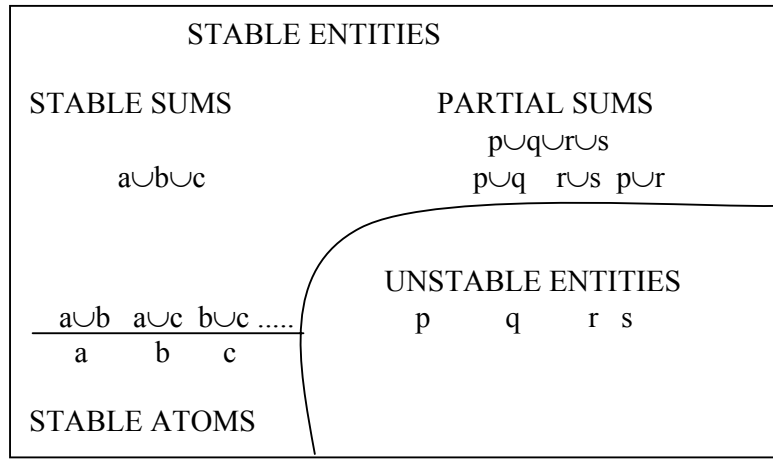 STABLE ENTITIES
STABLE SUMS PARTIAL SUMS
p∪q∪r∪s
a∪b∪c p∪q r∪s p∪r
UNSTABLE ENTITIES
a∪b a∪c b∪c ..... p q r s
a b c
STABLE ATOMS